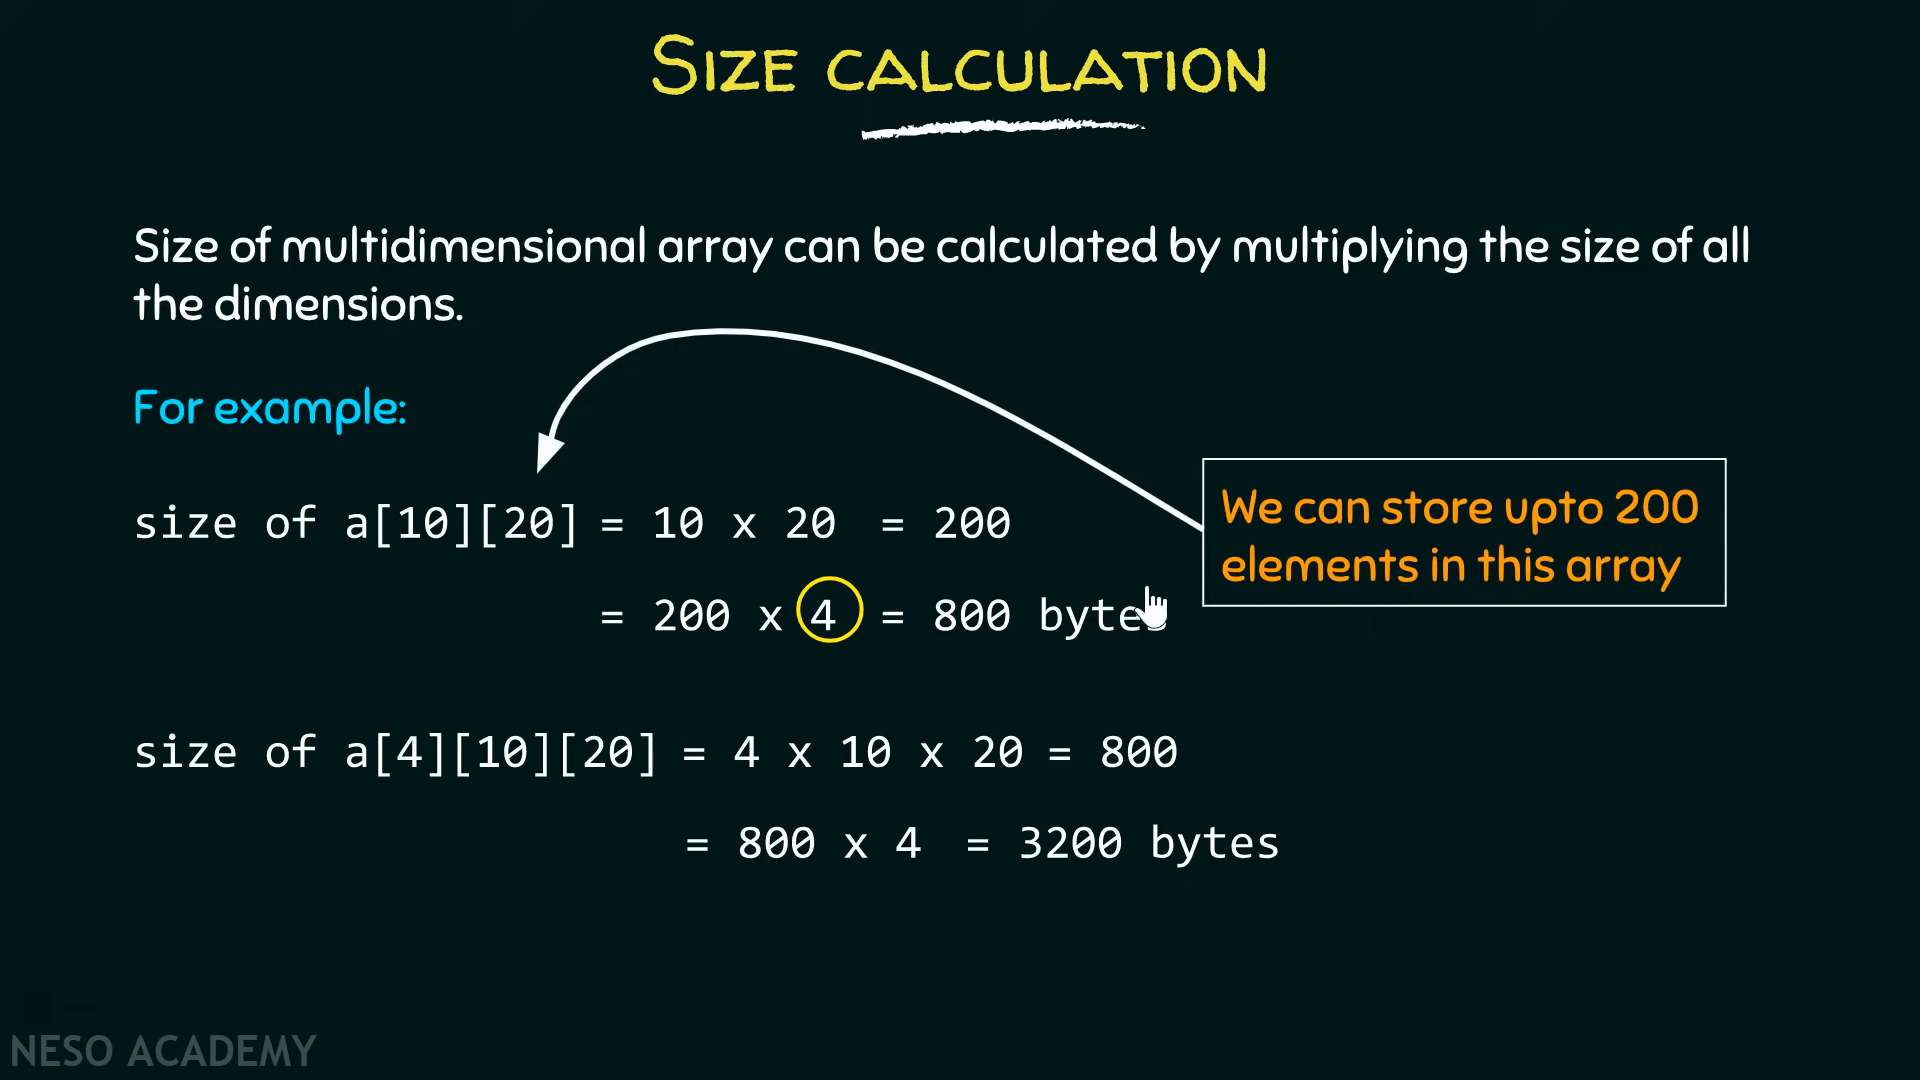 SIZE CALCULATION
Size of multidimensional array can be calculated by multiplying the size of all
the dimensions.
For example:
size of a[10][20] = 10 x 20 = 200
= 200 x 4 = 800 bytes
We can store upto 200
elements in this array
size of a[4][10][20] = 4 x 10 x 20 = 800
= 800 x 4 = 3200 bytes
NESO ACADEMY